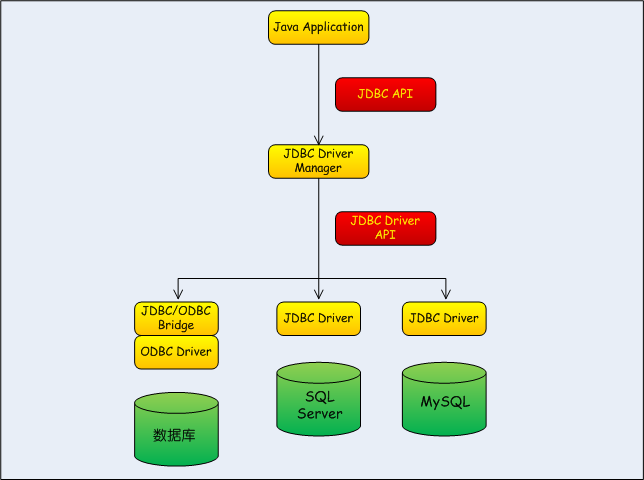 Java Application
JDBC API
JDBC Driver
Manager
JDBC Driver
API
JDBC/ODBC
Bridge
ODBC Driver
JDBC Driver
JDBC Driver
数据库
SQL
Server
MySQL